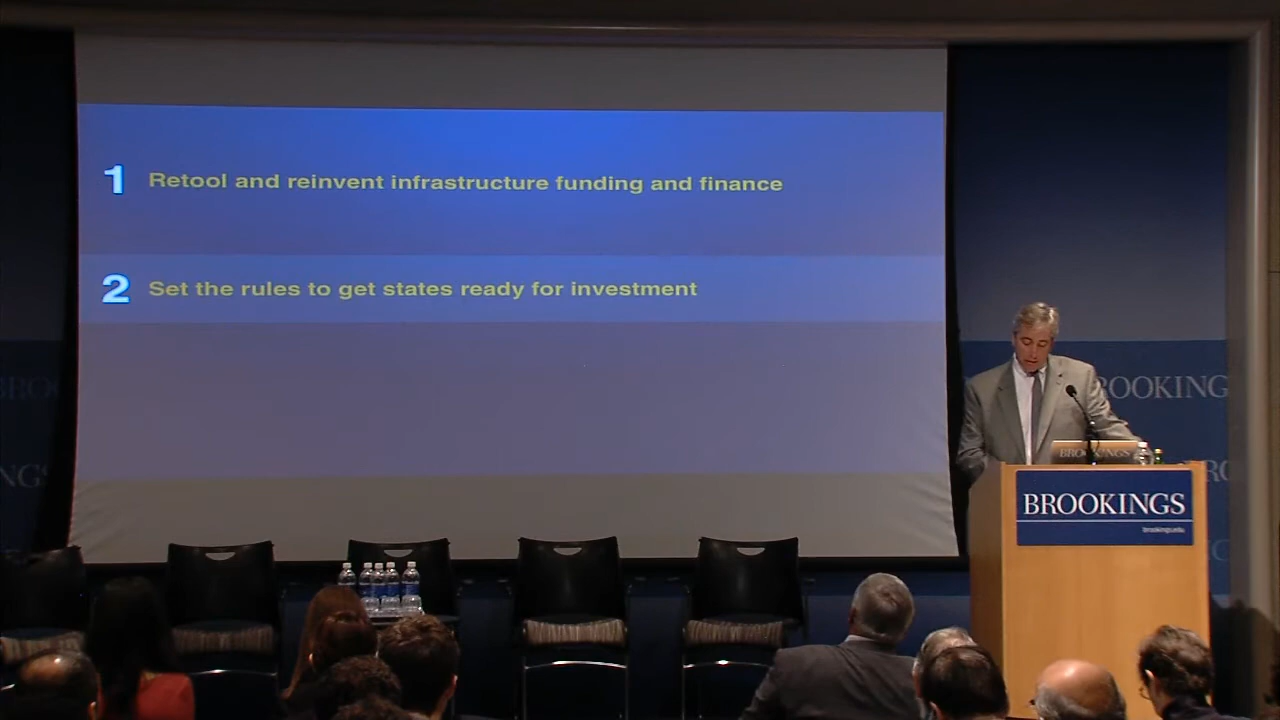 1 Retool and reinvent infrastructure funding and finance
2 Set the rules to get states ready for investment
ROOKING
BROOKINGS
BROOKINGS
brookings.edu